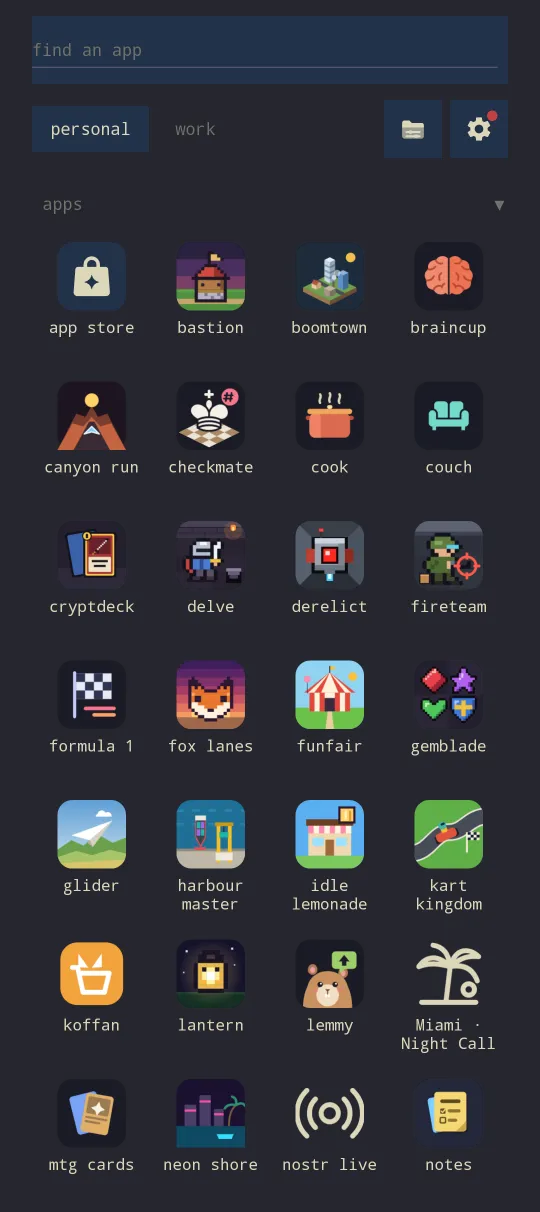 find an app
personal work
apps ▼
app store bastion boomtown braincup
#
canyon run checkmate cook couch
cryptdeck delve derelict fireteam
formula 1 fox lanes funfair gemblade
glider harbour master idle lemonade kart kingdom
koffan lantern lemmy Miami · Night Call
mtg cards neon shore nostr live notes